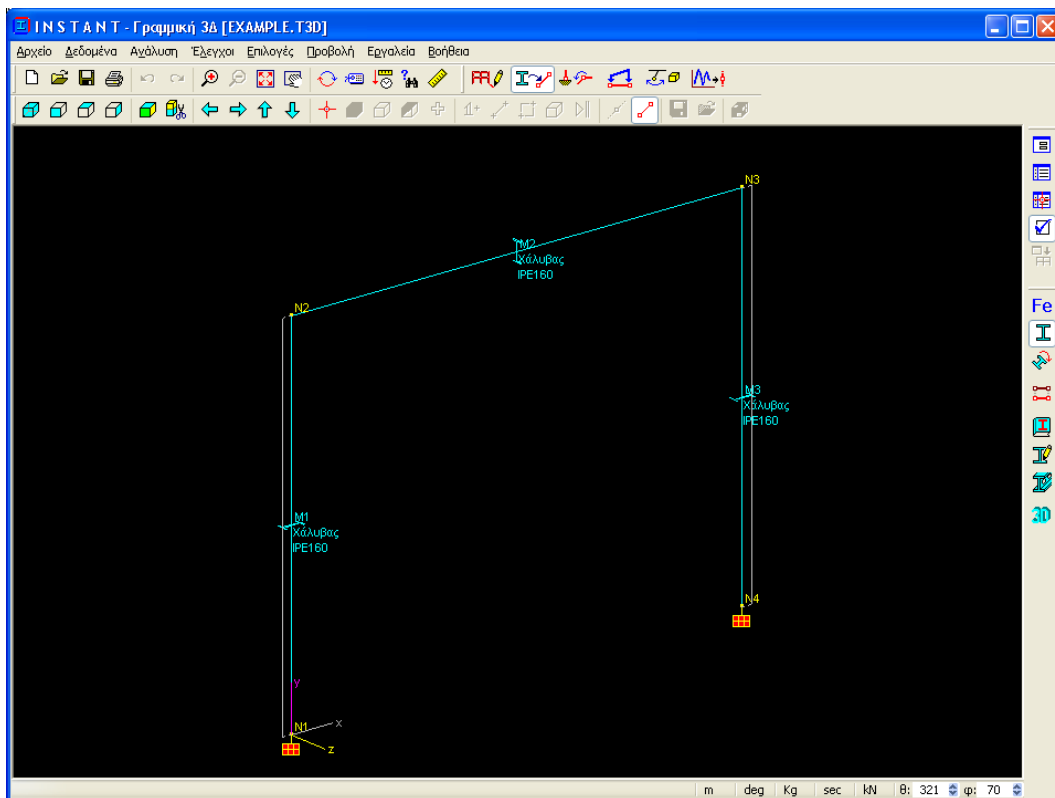 I N S T A N T - Γραμμική 3Δ [EXAMPLE.T3D]
Αρχείο Δεδομένα Ανάλυση Έλεγχοι Επιλογές Προβολή Εργαλεία Βοήθεια
1+
N3
M2
Χάλυβας
IPE160
N2
Fe
M3
Χάλυβας
IPE160
3D
M1
Χάλυβας
IPE160
N4
y
N1
x
z
m deg Kg sec kN θ: 321 φ: 70